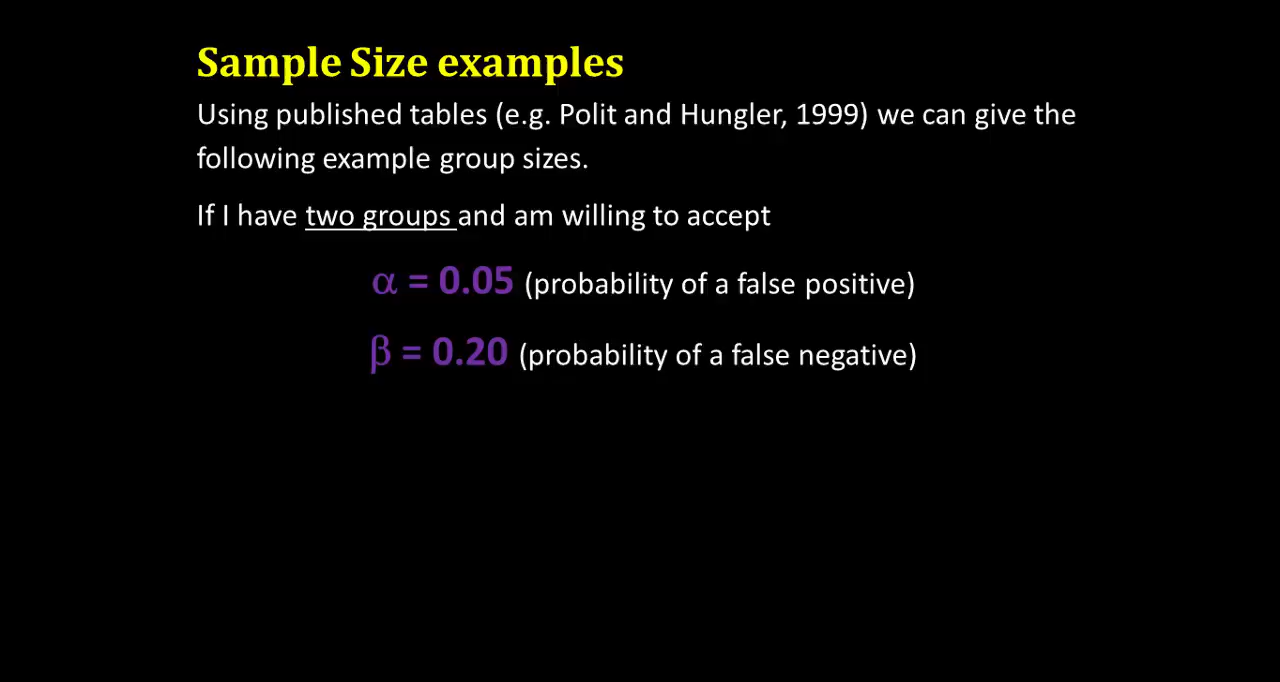 Sample Size examples
Using published tables (e.g. Polit and Hungler, 1999) we can give the
following example group sizes.
If I have two groups and am willing to accept
α = 0.05 (probability of a false positive)
β = 0.20 (probability of a false negative)